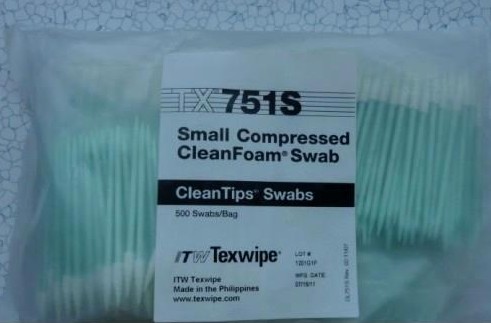 TX751S
Small Compressed
CleanFoam® Swab
CleanTips® Swabs
500 Swabs/Bag
ITW Texwipe®
ITW Texwipe
Made in the Philippines
www.texwipe.com
LOT #
MFG DATE: